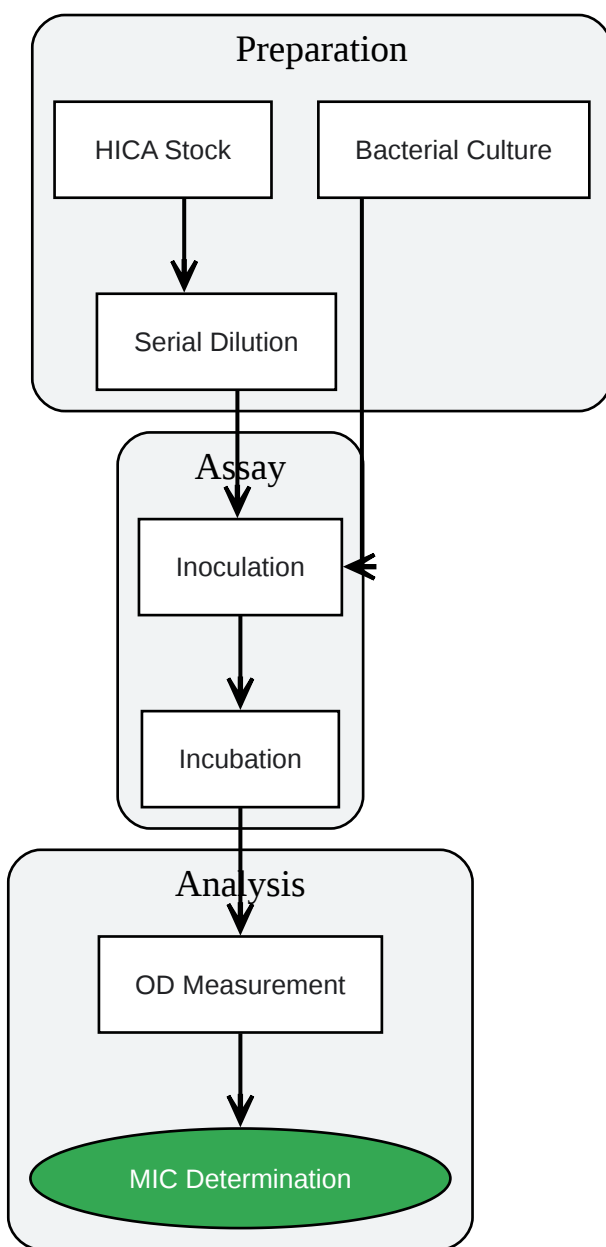 Preparation
HICA Stock
Bacterial Culture
Serial Dilution
Assay
Inoculation
Incubation
Analysis
OD Measurement
MIC Determination